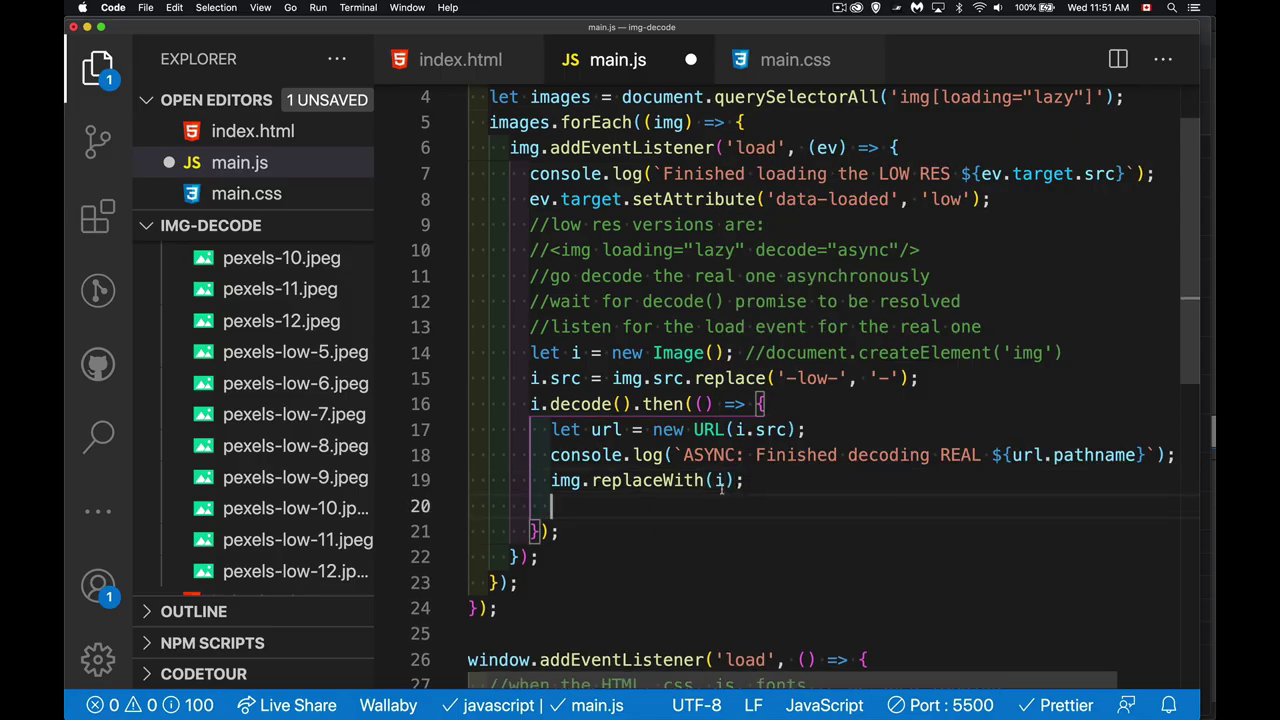 Code File Edit Selection View Go Run Terminal Window Help 100% Wed 11:51 AM
main.js — img-decode
EXPLORER
index.html
JS main.js
main.css
OPEN EDITORS 1 UNSAVED
index.html
JS main.js
main.css
IMG-DECODE
pexels-10.jpeg
pexels-11.jpeg
pexels-12.jpeg
pexels-low-5.jpeg
pexels-low-6.jpeg
pexels-low-7.jpeg
pexels-low-8.jpeg
pexels-low-9.jpeg
pexels-low-10.jp...
pexels-low-11.jpeg
pexels-low-12.jp...
OUTLINE
NPM SCRIPTS
CODETOUR
1
1
4 let images = document.querySelectorAll('img[loading="lazy"]');
5 images.forEach((img) => {
6 img.addEventListener('load', (ev) => {
7 console.log(`Finished loading the LOW RES ${ev.target.src}`);
8 ev.target.setAttribute('data-loaded', 'low');
9 //low res versions are:
10 //<img loading="lazy" decode="async"/>
11 //go decode the real one asynchronously
12 //wait for decode() promise to be resolved
13 //listen for the load event for the real one
14 let i = new Image(); //document.createElement('img')
15 i.src = img.src.replace('-low-', '-');
16 i.decode().then(() => {
17 let url = new URL(i.src);
18 console.log(`ASYNC: Finished decoding REAL ${url.pathname}`);
19 img.replaceWith(i);
20
21 });
22 });
23 });
24 });
25
26 window.addEventListener('load', () => {
27 //when the HTML, css, js, fonts,
0 0 100 Live Share Wallaby javascript | main.js UTF-8 LF JavaScript Port : 5500 Prettier